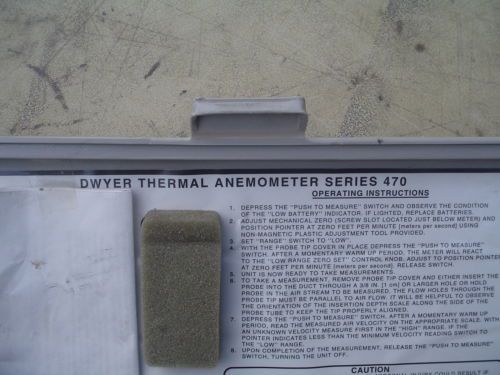 DWYER THERMAL ANEMOMETER SERIES 470
OPERATING INSTRUCTIONS
1. DEPRESS THE "PUSH TO MEASURE" SWITCH AND OBSERVE THE CONDITION
OF THE "LOW BATTERY" INDICATOR. IF LIGHTED, REPLACE BATTERIES.
2. ADJUST MECHANICAL ZERO (SCREW SLOT LOCATED JUST BELOW METER) AND
POSITION POINTER AT ZERO FEET PER MINUTE [meters per second] USING
NON-MAGNETIC PLASTIC ADJUSTMENT TOOL PROVIDED.
3. SET "RANGE" SWITCH TO "LOW".
4. WITH THE PROBE TIP COVER IN PLACE DEPRESS THE "PUSH TO MEASURE"
SWITCH. AFTER A MOMENTARY WARM UP PERIOD. THE METER WILL REACT
TO THE "LOW RANGE ZERO SET" CONTROL KNOB. ADJUST TO POSITION POINTER
AT ZERO FEET PER MINUTE [meters per second]. RELEASE SWITCH.
5. UNIT IS NOW READY TO TAKE MEASUREMENTS.
6. TO TAKE A MEASUREMENT REMOVE PROBE TIP COVER AND EITHER INSERT THE
PROBE INTO THE DUCT THROUGH A 3/8 IN. [1 cm] OR LARGER HOLE OR HOLD
PROBE IN THE AIR STREAM TO BE MEASURED. THE FLOW HOLES THROUGH THE
PROBE TIP MUST BE PARALLEL TO AIR FLOW. IT WILL BE HELPFUL TO OBSERVE
THE ORIENTATION OF THE INSERTION DEPTH SCALE ALONG THE SIDE OF THE
PROBE TUBE TO KEEP THE TIP PROPERLY ALIGNED.
7. DEPRESS THE "PUSH TO MEASURE" SWITCH. AFTER A MOMENTARY WARM UP
PERIOD, READ THE MEASURED AIR VELOCITY ON THE APPROPRIATE SCALE. WITH
AN UNKNOWN VELOCITY MEASURE FIRST IN THE "HIGH" RANGE. IF THE
POINTER INDICATES LESS THAN THE MINIMUM VELOCITY READING SWITCH TO
THE "LOW" RANGE.
8. UPON COMPLETION OF THE MEASUREMENT, RELEASE THE "PUSH TO MEASURE"
SWITCH, TURNING THE UNIT OFF.
CAUTION